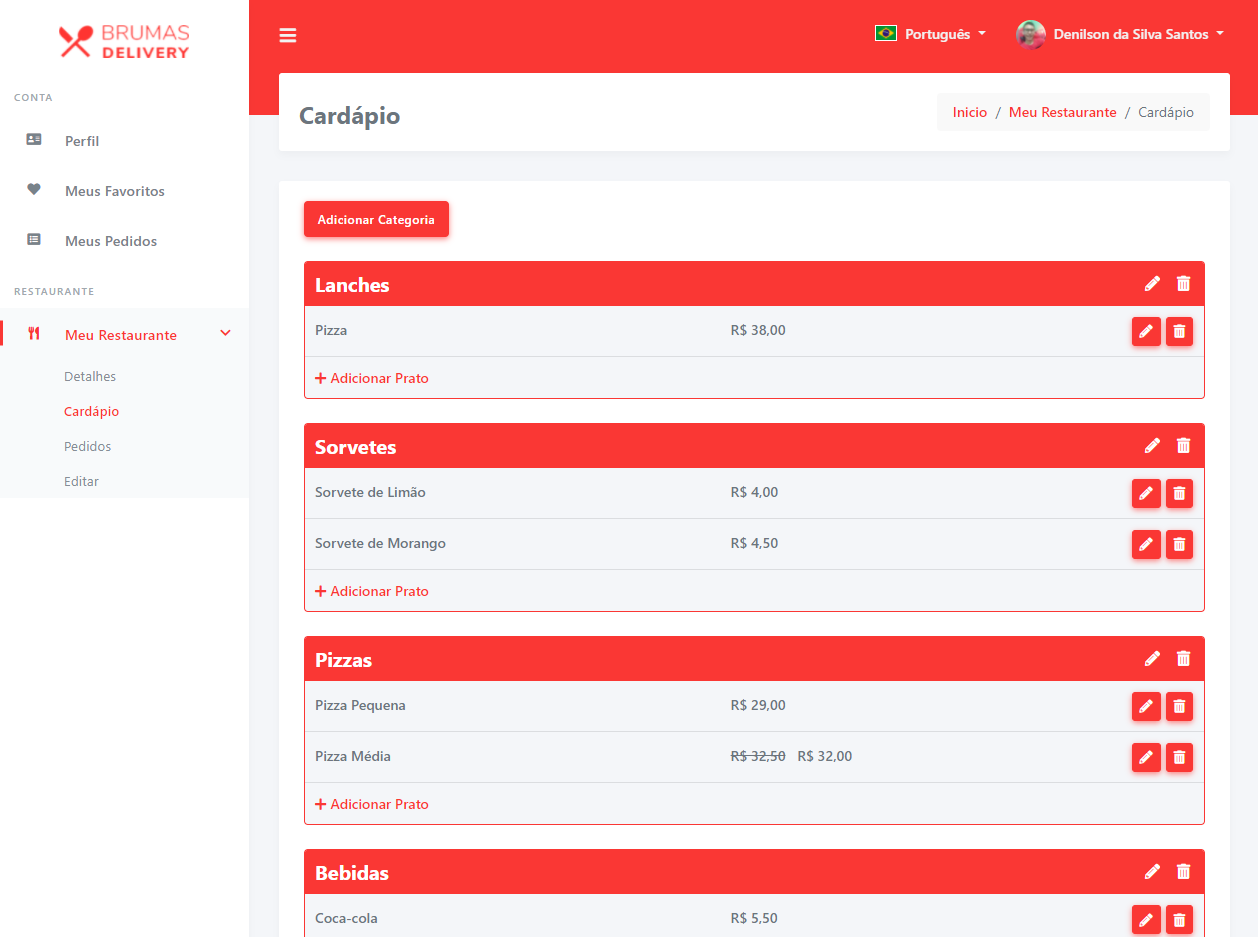 BRUMAS
DELIVERY
CONTA
Perfil
Meus Favoritos
Meus Pedidos
RESTAURANTE
Meu Restaurante
Detalhes
Cardápio
Pedidos
Editar
Português
Denilson da Silva Santos
Cardápio
Inicio / Meu Restaurante / Cardápio
Adicionar Categoria
Lanches
Pizza R$ 38,00
+ Adicionar Prato
Sorvetes
Sorvete de Limão R$ 4,00
Sorvete de Morango R$ 4,50
+ Adicionar Prato
Pizzas
Pizza Pequena R$ 29,00
Pizza Média R$ 32,50 R$ 32,00
+ Adicionar Prato
Bebidas
Coca-cola R$ 5,50